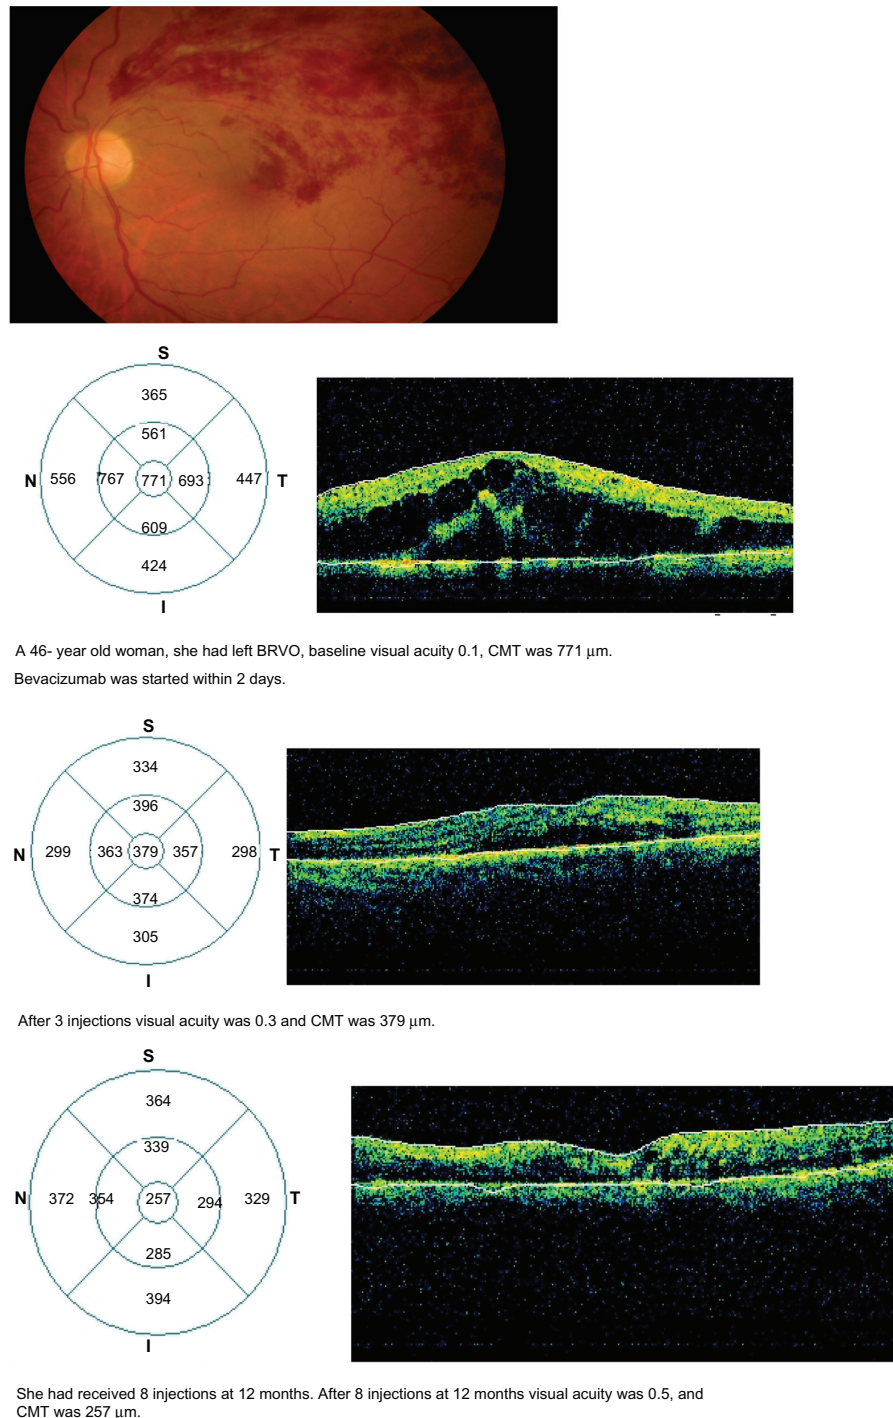 S
365
561
N 556 767 771 693 447 T
609
424
I
A 46- year old woman, she had left BRVO, baseline visual acuity 0.1, CMT was 771 μm.
Bevacizumab was started within 2 days.
S
334
396
N 299 363 379 357 298 T
374
305
I
After 3 injections visual acuity was 0.3 and CMT was 379 μm.
S
364
339
N 372 354 257 294 329 T
285
394
I
She had received 8 injections at 12 months. After 8 injections at 12 months visual acuity was 0.5, and
CMT was 257 μm.